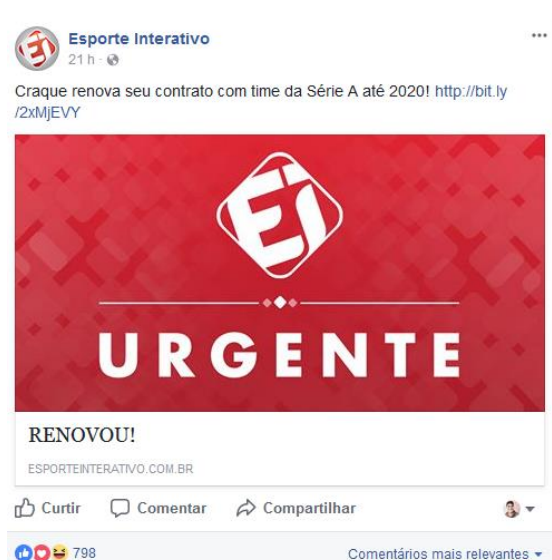 Esporte Interativo
21 h ·
Craque renova seu contrato com time da Série A até 2020! http://bit.ly
/2xMjEVY
Ei
URGENTE
RENOVOU!
ESPORTEINTERATIVO.COM.BR
Curtir Comentar Compartilhar
798 Comentários mais relevantes